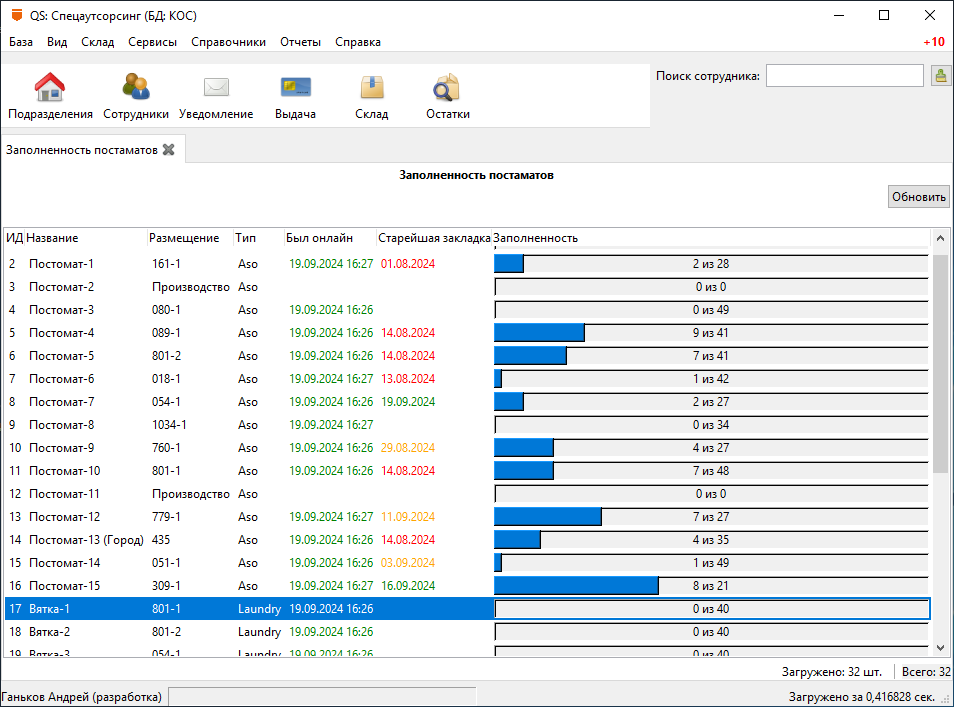 QS: Спецаутсорсинг (БД: КОС)
База Вид Склад Сервисы Справочники Отчеты Справка +10
Подразделения Сотрудники Уведомление Выдача Склад Остатки Поиск сотрудника:
Заполненность постаматов
Заполненность постаматов
Обновить
ИД Название Размещение Тип Был онлайн Старейшая закладка Заполненность
2 Постомат-1 161-1 Aso 19.09.2024 16:27 01.08.2024 2 из 28
3 Постомат-2 Производство Aso 0 из 0
4 Постомат-3 080-1 Aso 19.09.2024 16:26 0 из 49
5 Постомат-4 089-1 Aso 19.09.2024 16:26 14.08.2024 9 из 41
6 Постомат-5 801-2 Aso 19.09.2024 16:26 14.08.2024 7 из 41
7 Постомат-6 018-1 Aso 19.09.2024 16:27 13.08.2024 1 из 42
8 Постомат-7 054-1 Aso 19.09.2024 16:26 19.09.2024 2 из 27
9 Постомат-8 1034-1 Aso 19.09.2024 16:27 0 из 34
10 Постомат-9 760-1 Aso 19.09.2024 16:26 29.08.2024 4 из 27
11 Постомат-10 801-1 Aso 19.09.2024 16:26 14.08.2024 7 из 48
12 Постомат-11 Производство Aso 0 из 0
13 Постомат-12 779-1 Aso 19.09.2024 16:27 11.09.2024 7 из 27
14 Постомат-13 (Город) 435 Aso 19.09.2024 16:26 14.08.2024 4 из 35
15 Постомат-14 051-1 Aso 19.09.2024 16:26 03.09.2024 1 из 49
16 Постомат-15 309-1 Aso 19.09.2024 16:27 16.09.2024 8 из 21
17 Вятка-1 801-1 Laundry 19.09.2024 16:26 0 из 40
18 Вятка-2 801-2 Laundry 19.09.2024 16:26 0 из 40
19 Вятка-3 054-1 Laundry 19.09.2024 16:26 0 из 40
Загружено: 32 шт. Всего: 32
Ганьков Андрей (разработка) Загружено за 0,416828 сек.